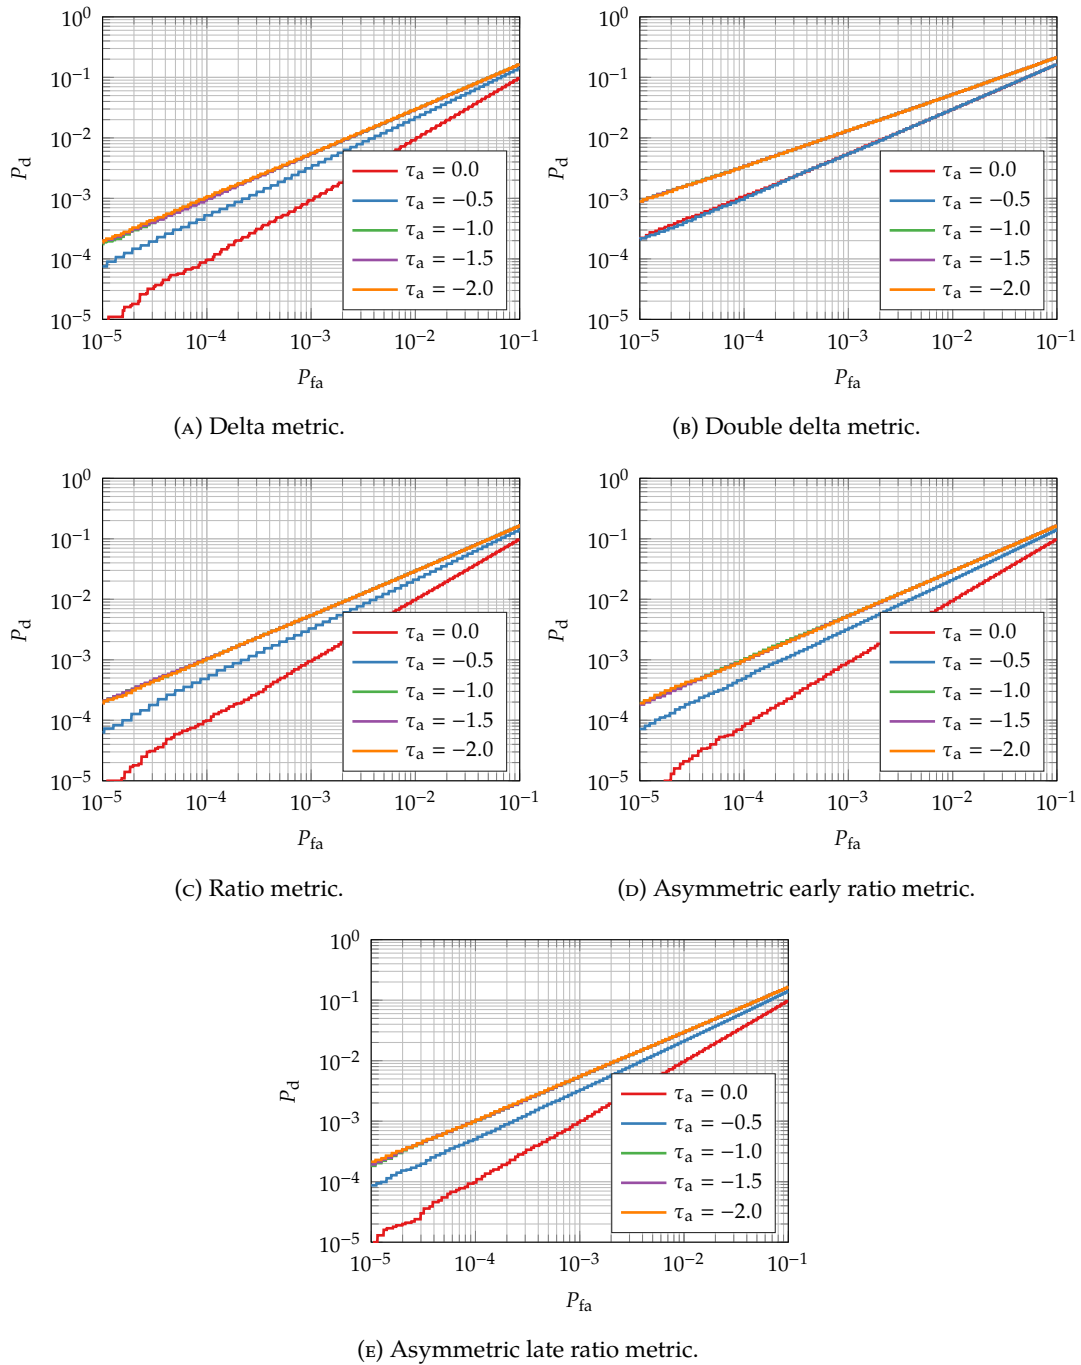 10⁰
10⁻¹
10⁻²
10⁻³
10⁻⁴
10⁻⁵
P_d
τ_a = 0.0
τ_a = −0.5
τ_a = −1.0
τ_a = −1.5
τ_a = −2.0
10⁻⁵ 10⁻⁴ 10⁻³ 10⁻² 10⁻¹
P_fa
(A) Delta metric.
10⁰
10⁻¹
10⁻²
10⁻³
10⁻⁴
10⁻⁵
P_d
τ_a = 0.0
τ_a = −0.5
τ_a = −1.0
τ_a = −1.5
τ_a = −2.0
10⁻⁵ 10⁻⁴ 10⁻³ 10⁻² 10⁻¹
P_fa
(B) Double delta metric.
10⁰
10⁻¹
10⁻²
10⁻³
10⁻⁴
10⁻⁵
P_d
τ_a = 0.0
τ_a = −0.5
τ_a = −1.0
τ_a = −1.5
τ_a = −2.0
10⁻⁵ 10⁻⁴ 10⁻³ 10⁻² 10⁻¹
P_fa
(C) Ratio metric.
10⁰
10⁻¹
10⁻²
10⁻³
10⁻⁴
10⁻⁵
P_d
τ_a = 0.0
τ_a = −0.5
τ_a = −1.0
τ_a = −1.5
τ_a = −2.0
10⁻⁵ 10⁻⁴ 10⁻³ 10⁻² 10⁻¹
P_fa
(D) Asymmetric early ratio metric.
10⁰
10⁻¹
10⁻²
10⁻³
10⁻⁴
10⁻⁵
P_d
τ_a = 0.0
τ_a = −0.5
τ_a = −1.0
τ_a = −1.5
τ_a = −2.0
10⁻⁵ 10⁻⁴ 10⁻³ 10⁻² 10⁻¹
P_fa
(E) Asymmetric late ratio metric.